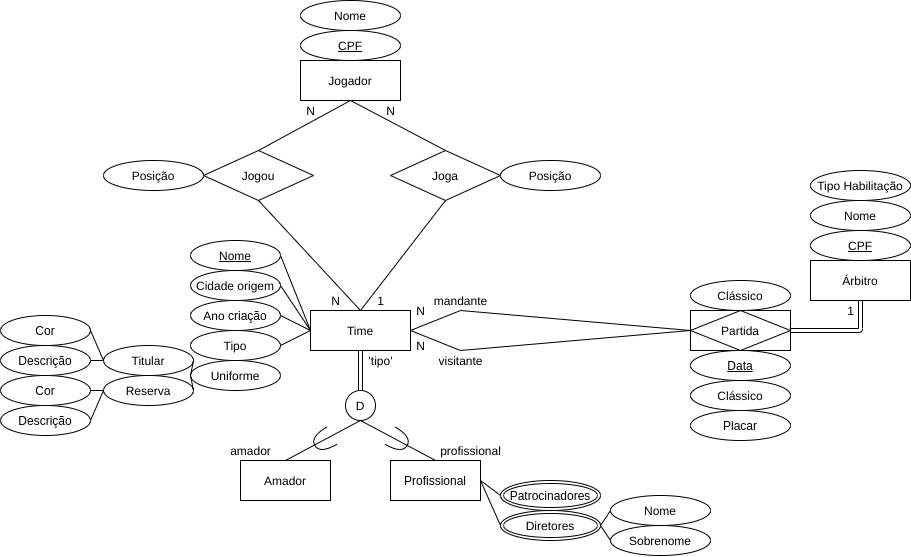 Nome
CPF
Jogador
N
N
Posição
Jogou
Joga
Posição
Tipo Habilitação
Nome
CPF
Árbitro
1
Nome
Cidade origem
Ano criação
Tipo
Uniforme
N
1
Time
N
mandante
N
visitante
Clássico
Partida
Data
Clássico
Placar
Cor
Descrição
Cor
Descrição
Titular
Reserva
'tipo'
D
amador
profissional
Amador
Profissional
Patrocinadores
Diretores
Nome
Sobrenome